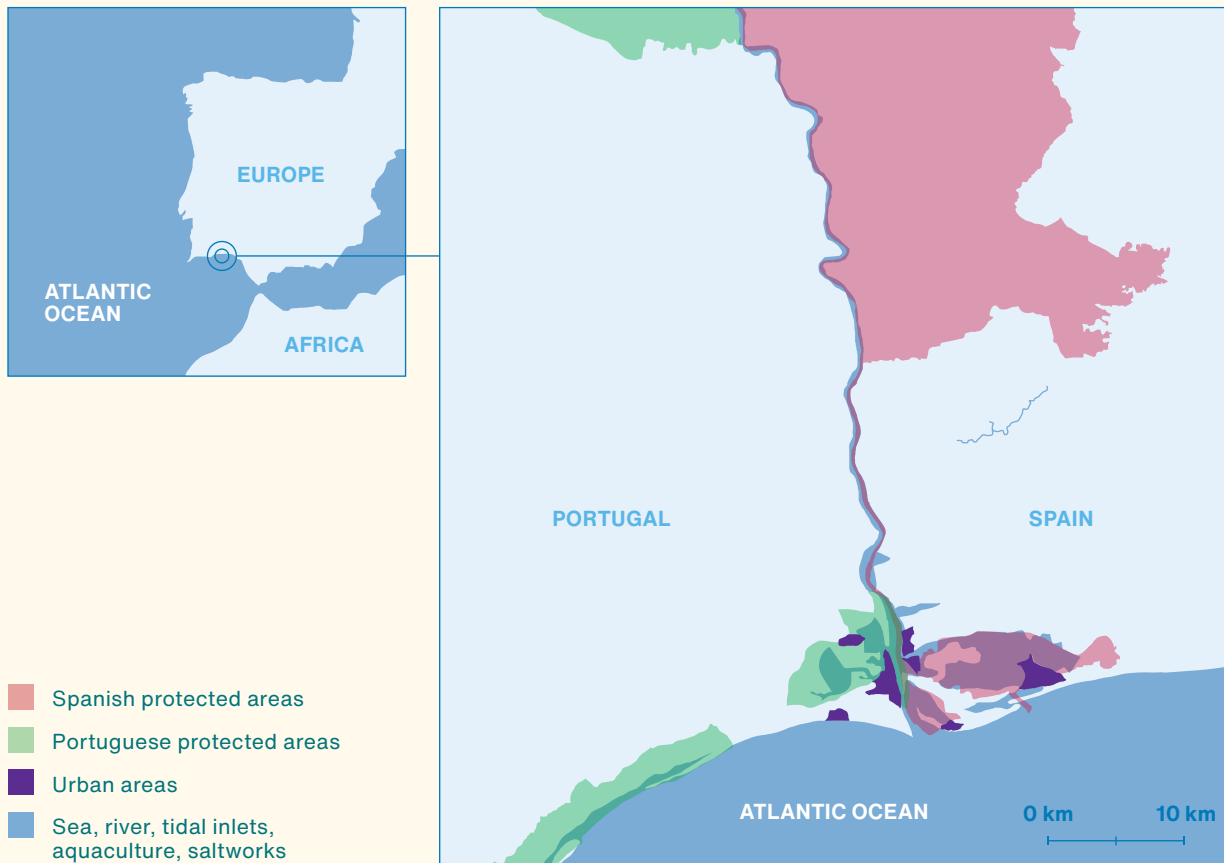 EUROPE
ATLANTIC
OCEAN
AFRICA
PORTUGAL
SPAIN
Spanish protected areas
Portuguese protected areas
Urban areas
Sea, river, tidal inlets,
aquaculture, saltworks
ATLANTIC OCEAN
0 km
10 km